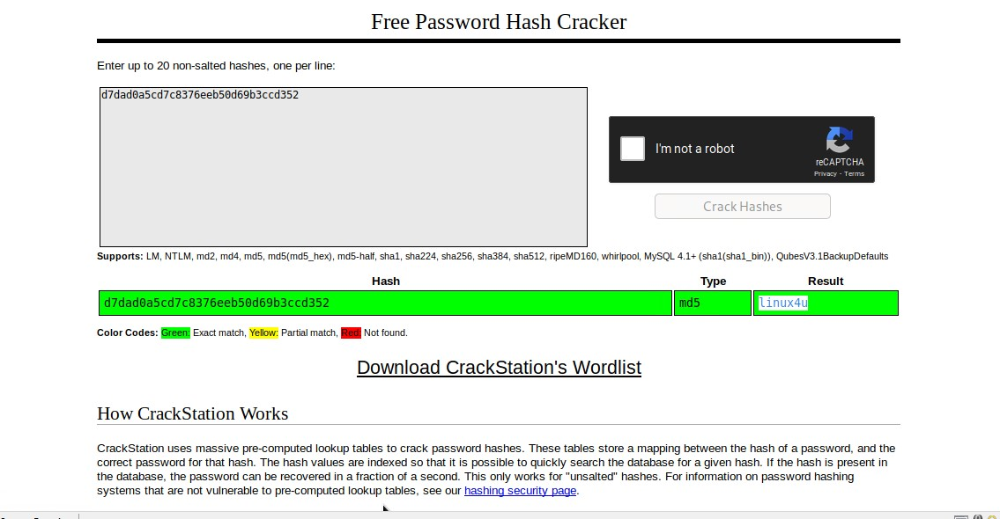 Free Password Hash Cracker
Enter up to 20 non-salted hashes, one per line:
d7dad0a5cd7c8376eeb50d69b3ccd352
I'm not a robot
reCAPTCHA
Privacy - Terms
Crack Hashes
Supports: LM, NTLM, md2, md4, md5, md5(md5_hex), md5-half, sha1, sha224, sha256, sha384, sha512, ripeMD160, whirlpool, MySQL 4.1+ (sha1(sha1_bin)), QubesV3.1BackupDefaults
Hash Type Result
d7dad0a5cd7c8376eeb50d69b3ccd352 md5 linux4u
Color Codes: Green: Exact match, Yellow: Partial match, Red: Not found.
Download CrackStation's Wordlist
How CrackStation Works
CrackStation uses massive pre-computed lookup tables to crack password hashes. These tables store a mapping between the hash of a password, and the
correct password for that hash. The hash values are indexed so that it is possible to quickly search the database for a given hash. If the hash is present in
the database, the password can be recovered in a fraction of a second. This only works for "unsalted" hashes. For information on password hashing
systems that are not vulnerable to pre-computed lookup tables, see our hashing security page.